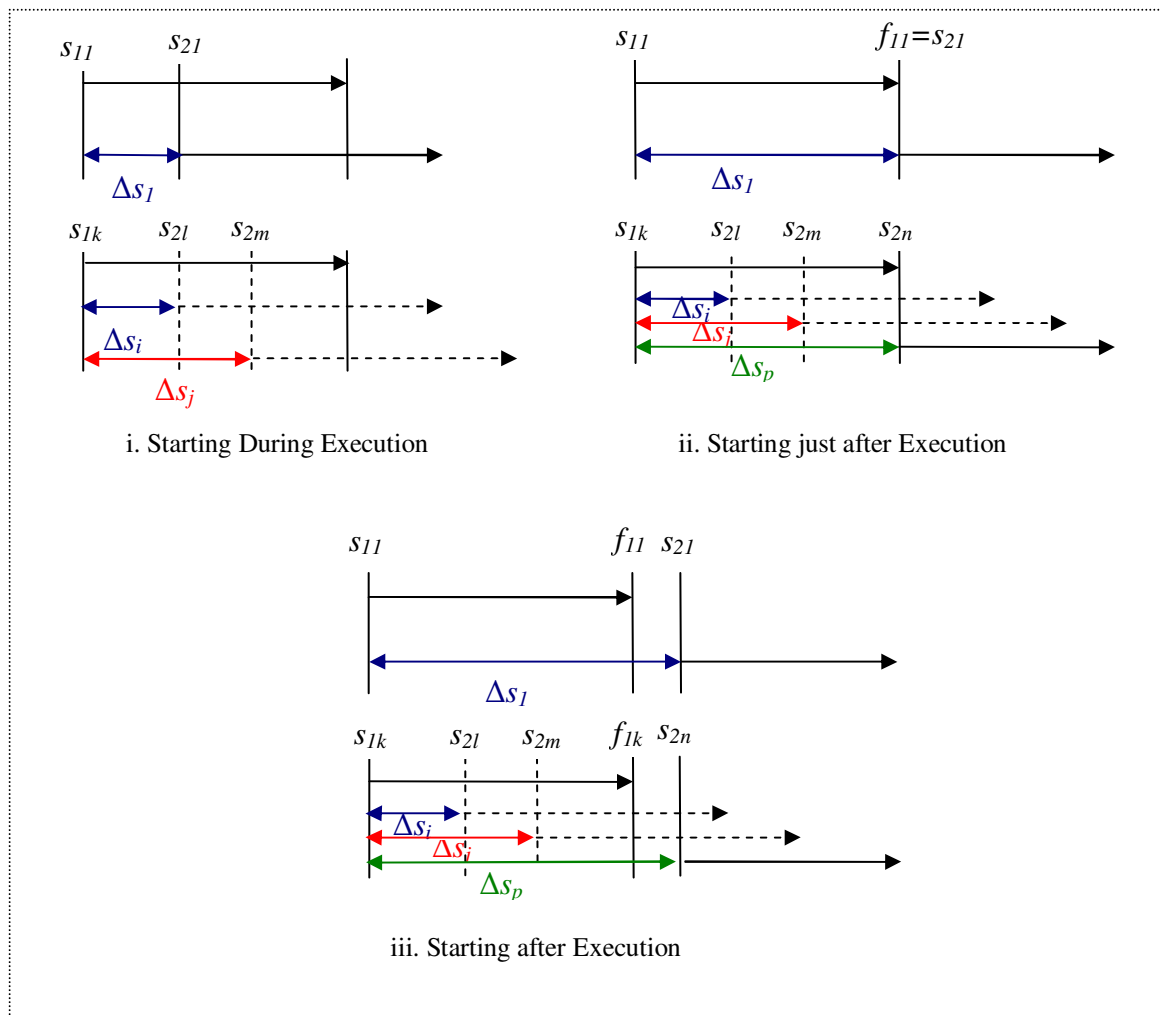 s11 s21
Δs1
s1k s2l s2m
Δsi
Δsj
i. Starting During Execution
s11 f11=s21
Δs1
s1k s2l s2m s2n
Δsi
Δsj
Δsp
ii. Starting just after Execution
s11 f11 s21
Δs1
s1k s2l s2m f1k s2n
Δsi
Δsj
Δsp
iii. Starting after Execution